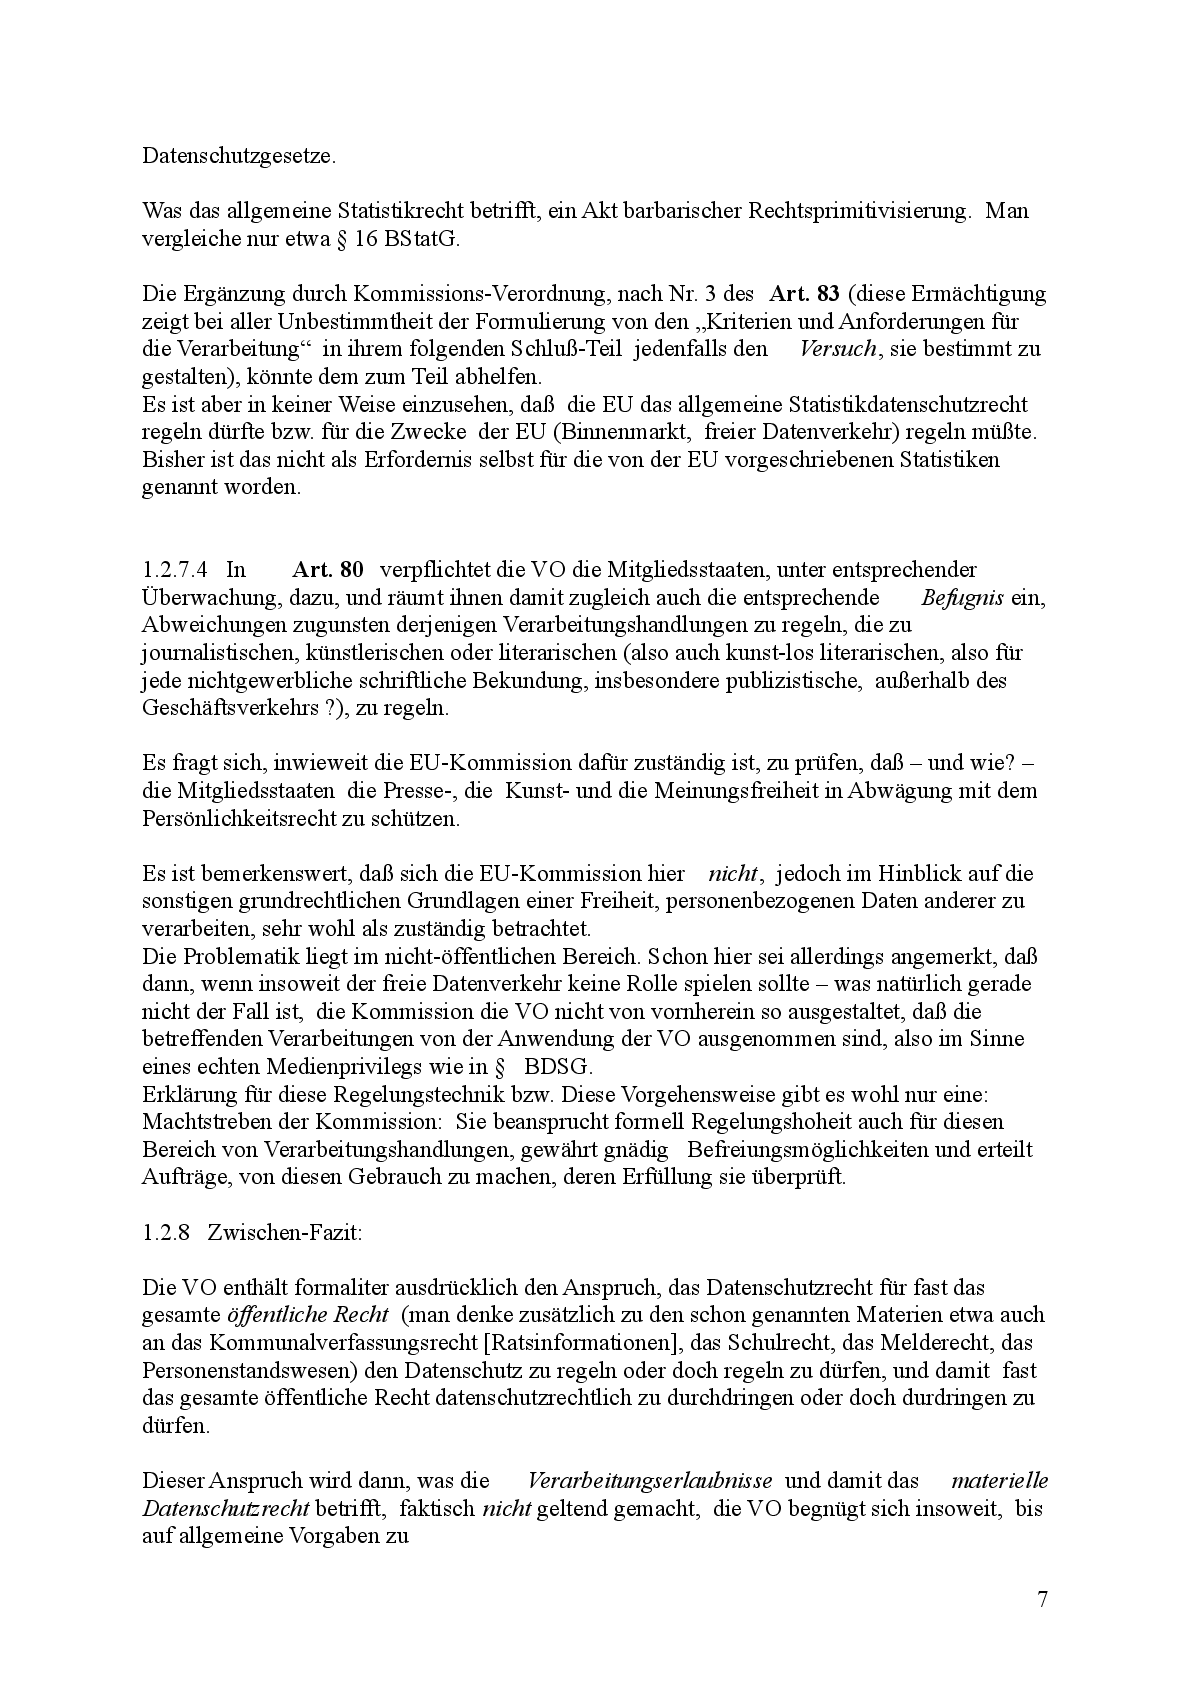 Datenschutzgesetze.
Was das allgemeine Statistikrecht betrifft, ein Akt barbarischer Rechtsprimitivisierung. Man
vergleiche nur etwa § 16 BStatG.
Die Ergänzung durch Kommissions-Verordnung, nach Nr. 3 des Art. 83 (diese Ermächtigung
zeigt bei aller Unbestimmtheit der Formulierung von den „Kriterien und Anforderungen für
die Verarbeitung“ in ihrem folgenden Schluß-Teil jedenfalls den Versuch, sie bestimmt zu
gestalten), könnte dem zum Teil abhelfen.
Es ist aber in keiner Weise einzusehen, daß die EU das allgemeine Statistikdatenschutzrecht
regeln dürfte bzw. für die Zwecke der EU (Binnenmarkt, freier Datenverkehr) regeln müßte.
Bisher ist das nicht als Erfordernis selbst für die von der EU vorgeschriebenen Statistiken
genannt worden.
1.2.7.4 In Art. 80 verpflichtet die VO die Mitgliedsstaaten, unter entsprechender
Überwachung, dazu, und räumt ihnen damit zugleich auch die entsprechende Befugnis ein,
Abweichungen zugunsten derjenigen Verarbeitungshandlungen zu regeln, die zu
journalistischen, künstlerischen oder literarischen (also auch kunst-los literarischen, also für
jede nichtgewerbliche schriftliche Bekundung, insbesondere publizistische, außerhalb des
Geschäftsverkehrs ?), zu regeln.
Es fragt sich, inwieweit die EU-Kommission dafür zuständig ist, zu prüfen, daß – und wie? –
die Mitgliedsstaaten die Presse-, die Kunst- und die Meinungsfreiheit in Abwägung mit dem
Persönlichkeitsrecht zu schützen.
Es ist bemerkenswert, daß sich die EU-Kommission hier nicht, jedoch im Hinblick auf die
sonstigen grundrechtlichen Grundlagen einer Freiheit, personenbezogenen Daten anderer zu
verarbeiten, sehr wohl als zuständig betrachtet.
Die Problematik liegt im nicht-öffentlichen Bereich. Schon hier sei allerdings angemerkt, daß
dann, wenn insoweit der freie Datenverkehr keine Rolle spielen sollte – was natürlich gerade
nicht der Fall ist, die Kommission die VO nicht von vornherein so ausgestaltet, daß die
betreffenden Verarbeitungen von der Anwendung der VO ausgenommen sind, also im Sinne
eines echten Medienprivilegs wie in § BDSG.
Erklärung für diese Regelungstechnik bzw. Diese Vorgehensweise gibt es wohl nur eine:
Machtstreben der Kommission: Sie beansprucht formell Regelungshoheit auch für diesen
Bereich von Verarbeitungshandlungen, gewährt gnädig Befreiungsmöglichkeiten und erteilt
Aufträge, von diesen Gebrauch zu machen, deren Erfüllung sie überprüft.
1.2.8 Zwischen-Fazit:
Die VO enthält formaliter ausdrücklich den Anspruch, das Datenschutzrecht für fast das
gesamte öffentliche Recht (man denke zusätzlich zu den schon genannten Materien etwa auch
an das Kommunalverfassungsrecht [Ratsinformationen], das Schulrecht, das Melderecht, das
Personenstandswesen) den Datenschutz zu regeln oder doch regeln zu dürfen, und damit fast
das gesamte öffentliche Recht datenschutzrechtlich zu durchdringen oder doch durdringen zu
dürfen.
Dieser Anspruch wird dann, was die Verarbeitungserlaubnisse und damit das materielle
Datenschutzrecht betrifft, faktisch nicht geltend gemacht, die VO begnügt sich insoweit, bis
auf allgemeine Vorgaben zu
7